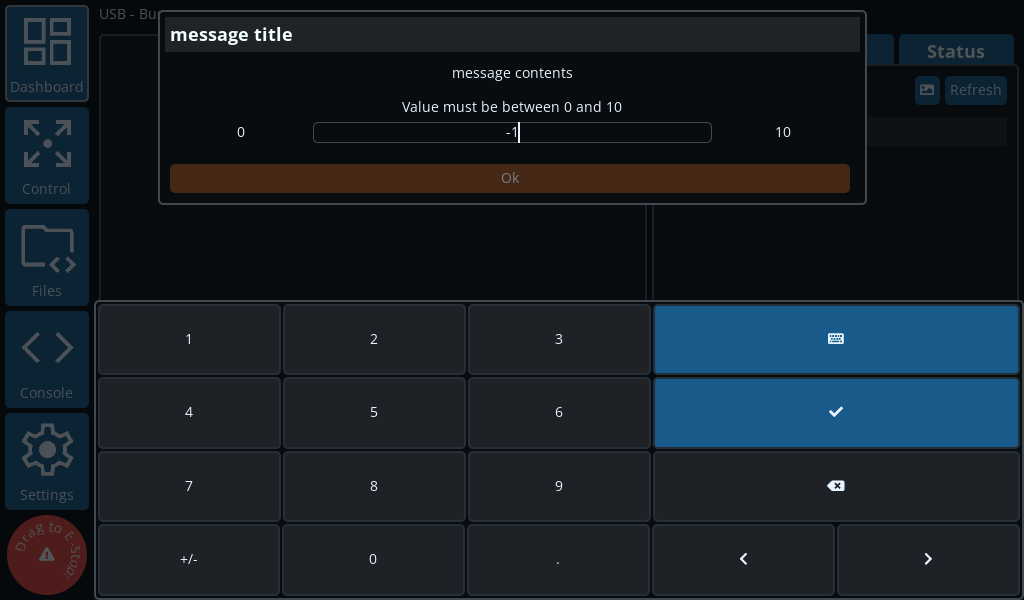 USB - Bu
Dashboard
Control
Files
Console
Settings
Drag to E-Stop!
message title
message contents
Value must be between 0 and 10
0
-1
10
Ok
Status
Refresh
1
2
3
4
5
6
7
8
9
+/-
0
.